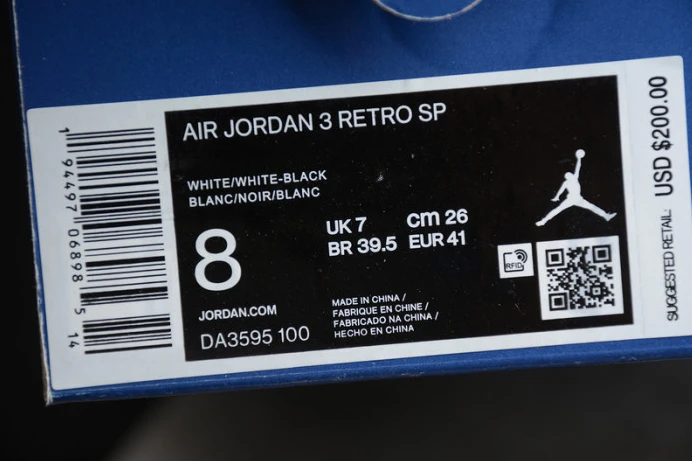 AIR JORDAN 3 RETRO SP
WHITE/WHITE-BLACK
BLANC/NOIR/BLANC
8
UK 7 cm 26
BR 39.5 EUR 41
JORDAN.COM
DA3595 100
MADE IN CHINA /
FABRIQUE EN CHINE /
FABRICADO NA CHINA /
HECHO EN CHINA
RFID
1 94497 06898 5 14
SUGGESTED RETAIL: USD $200.00